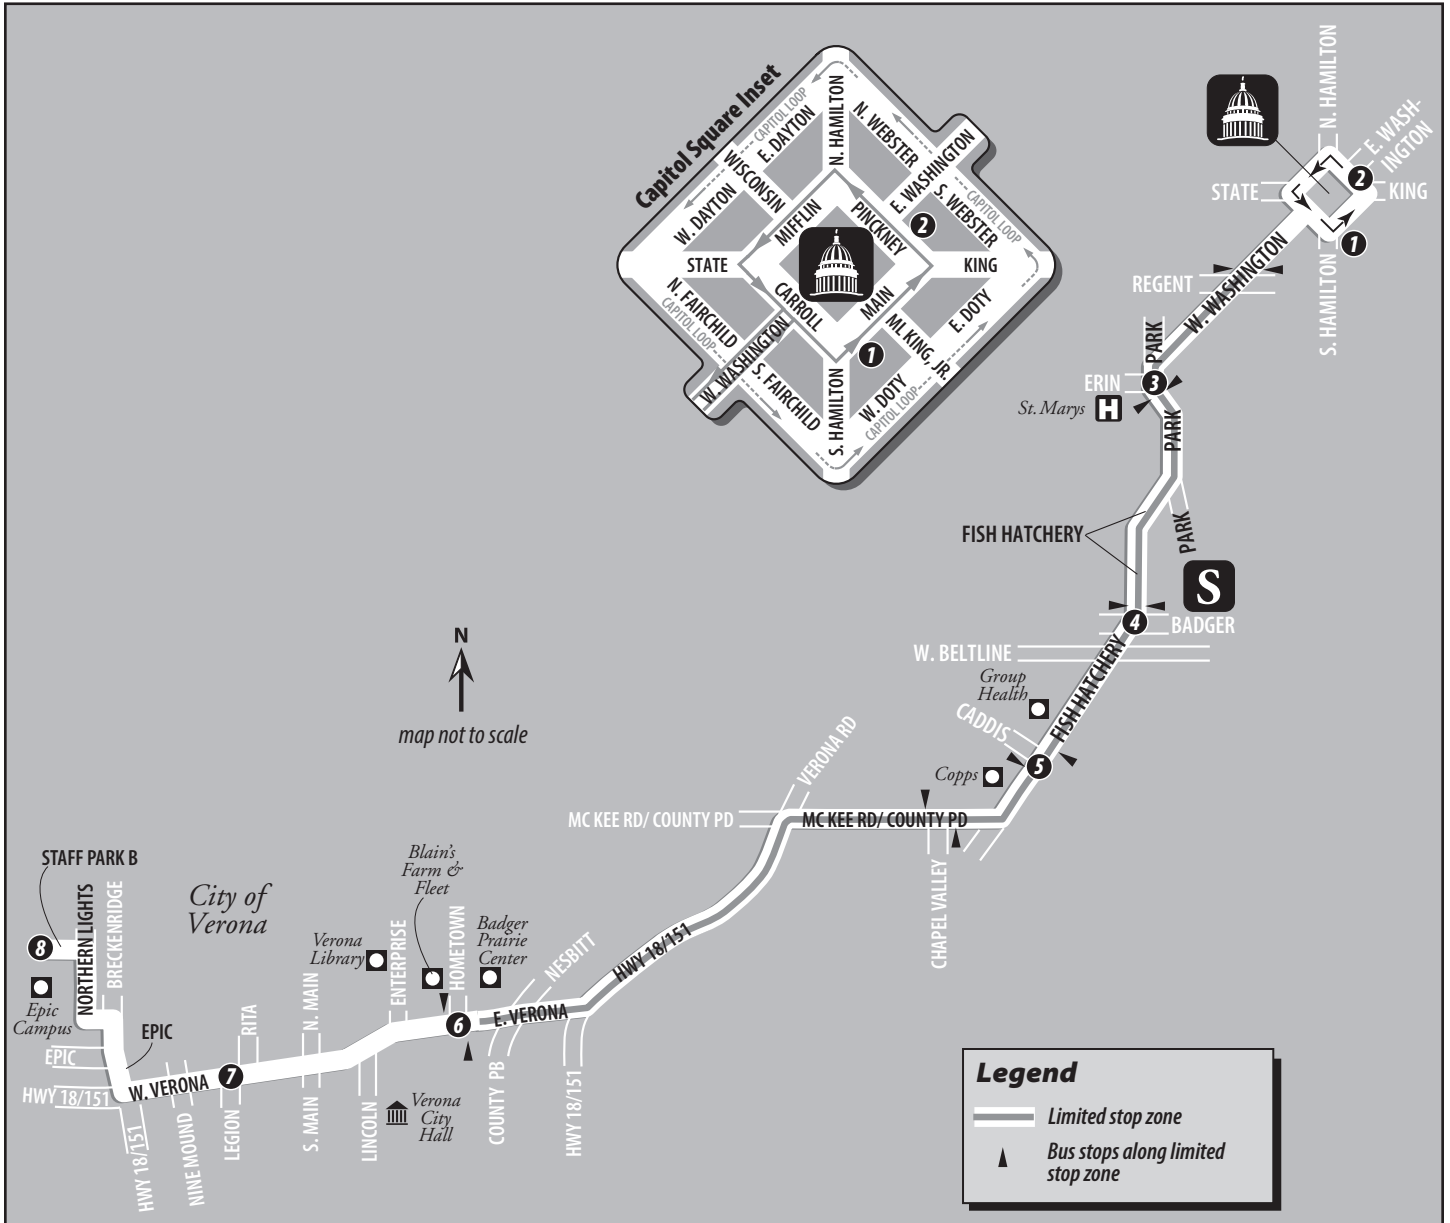 Capitol Square Inset
CAPITOL LOOP
E. DAYTON
N. HAMILTON
N. WEBSTER
WISCONSIN
E. WASHINGTON
W. DAYTON
MIFFLIN
PINCKNEY
S. WEBSTER
CAPITOL LOOP
2
STATE
KING
N. FAIRCHILD
CARROLL
MAIN
ML KING, JR.
E. DOTY
CAPITOL LOOP
W. WASHINGTON
1
S. FAIRCHILD
S. HAMILTON
W. DOTY
CAPITOL LOOP
N. HAMILTON
E. WASH-
INGTON
STATE
2
KING
1
S. HAMILTON
REGENT
W. WASHINGTON
PARK
ERIN
3
St. Marys
H
PARK
FISH HATCHERY
PARK
S
4
BADGER
W. BELTLINE
Group
Health
FISH HATCHERY
CADDIS
5
Copps
N
map not to scale
VERONA RD
MC KEE RD/ COUNTY PD
MC KEE RD/ COUNTY PD
CHAPEL VALLEY
STAFF PARK B
City of
Verona
Blain's
Farm &
Fleet
NORTHERN LIGHTS
BRECKENRIDGE
8
Epic
Campus
Verona
Library
ENTERPRISE
HOMETOWN
Badger
Prairie
Center
NESBITT
HWY 18/151
N. MAIN
RITA
EPIC
6
E. VERONA
EPIC
HWY 18/151
W. VERONA
7
HWY 18/151
NINE MOUND
LEGION
S. MAIN
LINCOLN
Verona
City
Hall
COUNTY PB
HWY 18/151
Legend
Limited stop zone
Bus stops along limited
stop zone